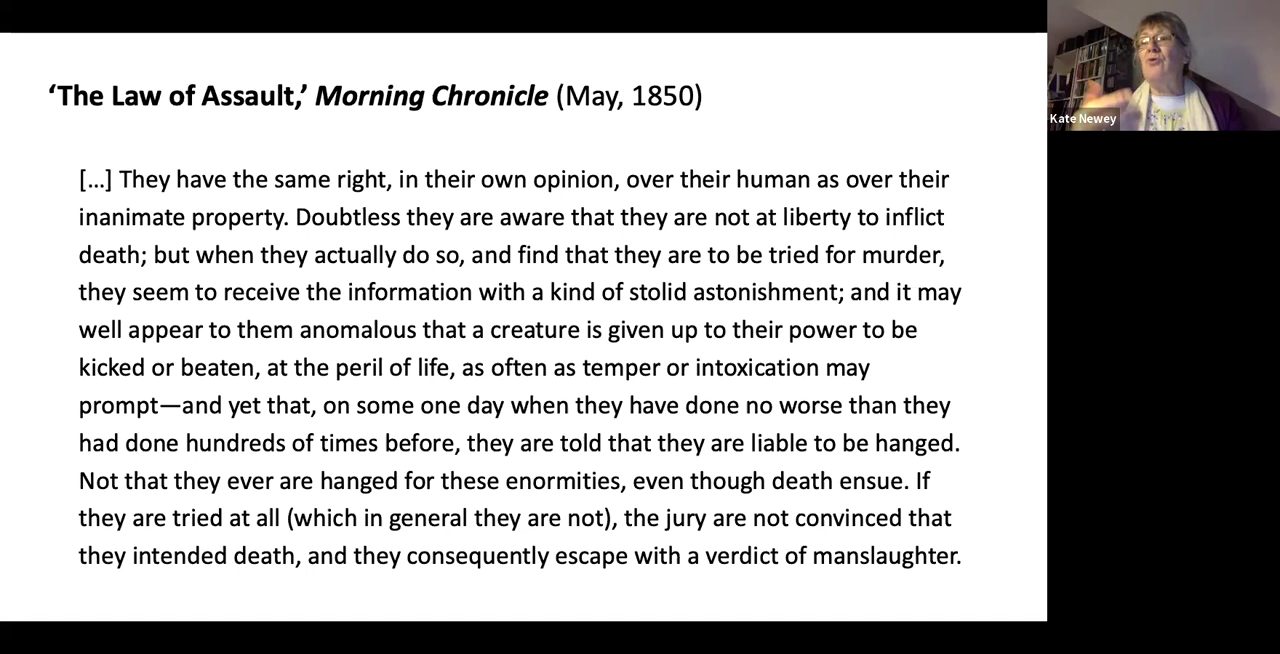 ‘The Law of Assault,’ Morning Chronicle (May, 1850)
[…] They have the same right, in their own opinion, over their human as over their
inanimate property. Doubtless they are aware that they are not at liberty to inflict
death; but when they actually do so, and find that they are to be tried for murder,
they seem to receive the information with a kind of stolid astonishment; and it may
well appear to them anomalous that a creature is given up to their power to be
kicked or beaten, at the peril of life, as often as temper or intoxication may
prompt—and yet that, on some one day when they have done no worse than they
had done hundreds of times before, they are told that they are liable to be hanged.
Not that they ever are hanged for these enormities, even though death ensue. If
they are tried at all (which in general they are not), the jury are not convinced that
they intended death, and they consequently escape with a verdict of manslaughter.
Kate Newey